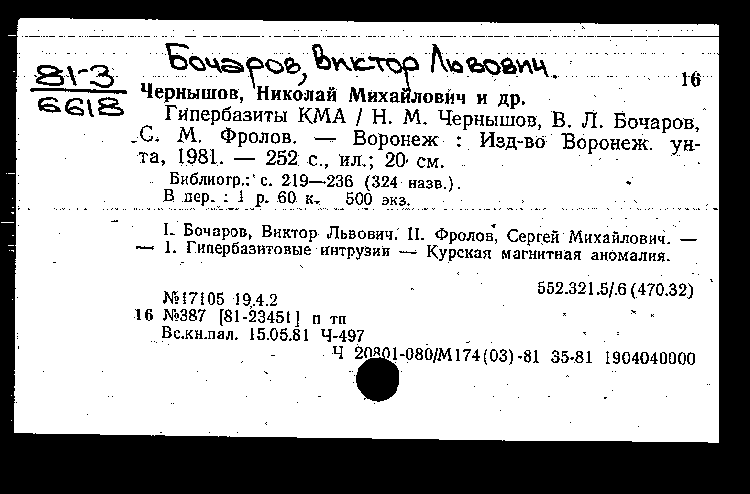 Бочаров, Виктор Львович.
81-3
6618
16
Чернышов, Николай Михайлович и др.
Гипербазиты КМА / Н. М. Чернышов, В. Л. Бочаров,
С. М. Фролов. — Воронеж : Изд-во Воронеж. ун-
та, 1981. — 252 с., ил.; 20 см.
Библиогр.: с. 219—236 (324 назв.).
В пер. : 1 р. 60 к. 500 экз.
I. Бочаров, Виктор Львович. II. Фролов, Сергей Михайлович. —
— 1. Гипербазитовые интрузии — Курская магнитная аномалия.
552.321.5/.6 (470.32)
№17105 19.4.2
16 №387 [81-23451] п тп
Вс.кн.пал. 15.05.81 Ч-497
Ч 20801-080/М174(03)-81 35-81 1904040000